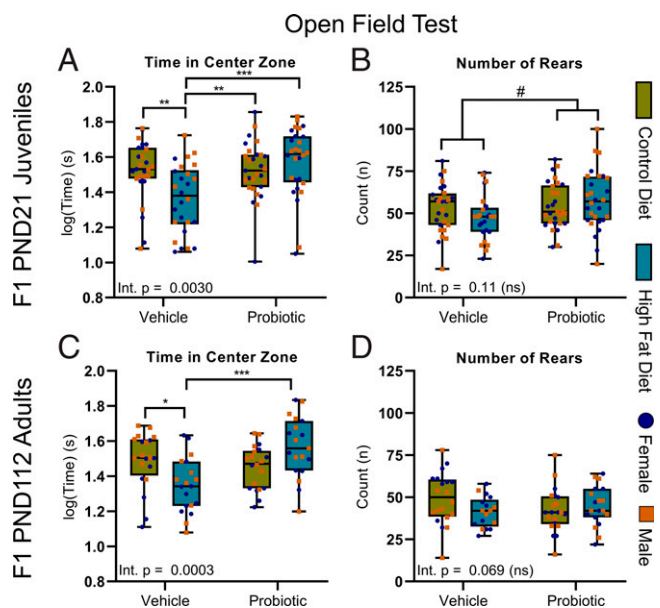 Open Field Test
F1 PND21 Juveniles
A
Time in Center Zone
log(Time) (s)
2.0
1.8
1.6
1.4
1.2
1.0
0.8
**
**
***
Int. p = 0.0030
Vehicle
Probiotic
B
Number of Rears
Count (n)
125
100
75
50
25
0
#
Int. p = 0.11 (ns)
Vehicle
Probiotic
F1 PND112 Adults
C
Time in Center Zone
log(Time) (s)
2.0
1.8
1.6
1.4
1.2
1.0
0.8
*
***
Int. p = 0.0003
Vehicle
Probiotic
D
Number of Rears
Count (n)
125
100
75
50
25
0
Int. p = 0.069 (ns)
Vehicle
Probiotic
Control Diet
High Fat Diet
Female
Male